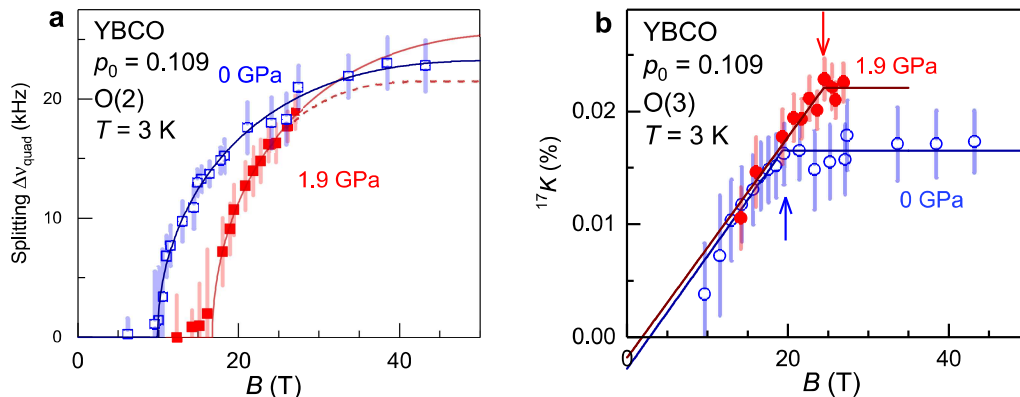 a
YBCO
p₀ = 0.109
O(2)
T = 3 K
0 GPa
1.9 GPa
Splitting Δν_quad (kHz)
20
10
0
0
20
40
B (T)
b
YBCO
p₀ = 0.109
O(3)
T = 3 K
1.9 GPa
0 GPa
¹⁷K (%)
0.02
0.01
0.00
0
20
40
B (T)